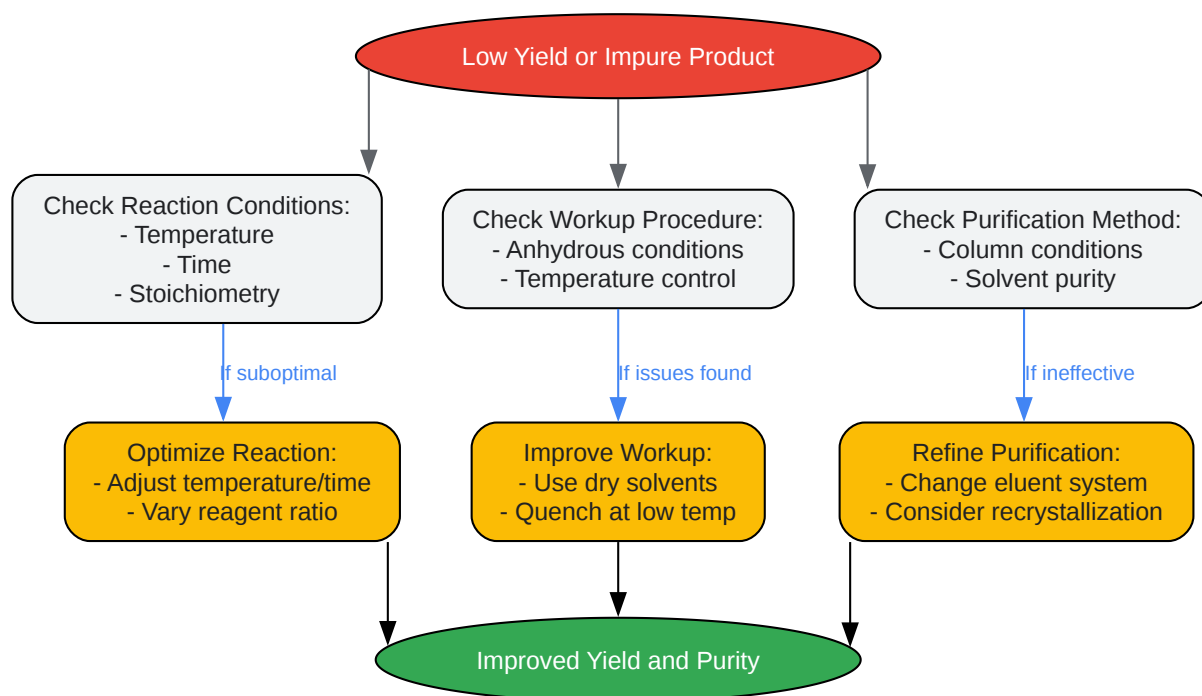 Low Yield or Impure Product
Check Reaction Conditions:
- Temperature
- Time
- Stoichiometry
Check Workup Procedure:
- Anhydrous conditions
- Temperature control
Check Purification Method:
- Column conditions
- Solvent purity
If suboptimal
If issues found
If ineffective
Optimize Reaction:
- Adjust temperature/time
- Vary reagent ratio
Improve Workup:
- Use dry solvents
- Quench at low temp
Refine Purification:
- Change eluent system
- Consider recrystallization
Improved Yield and Purity